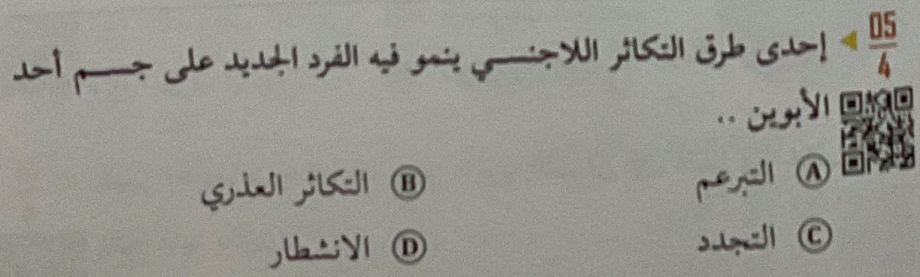 05
4
إحدى طرق التكاثر اللاجنسي ينمو فيه الفرد الجديد على جسم أحد
الأبوين ..
A التبرعم
B التكاثر العذري
C التجدد
D الانشطار